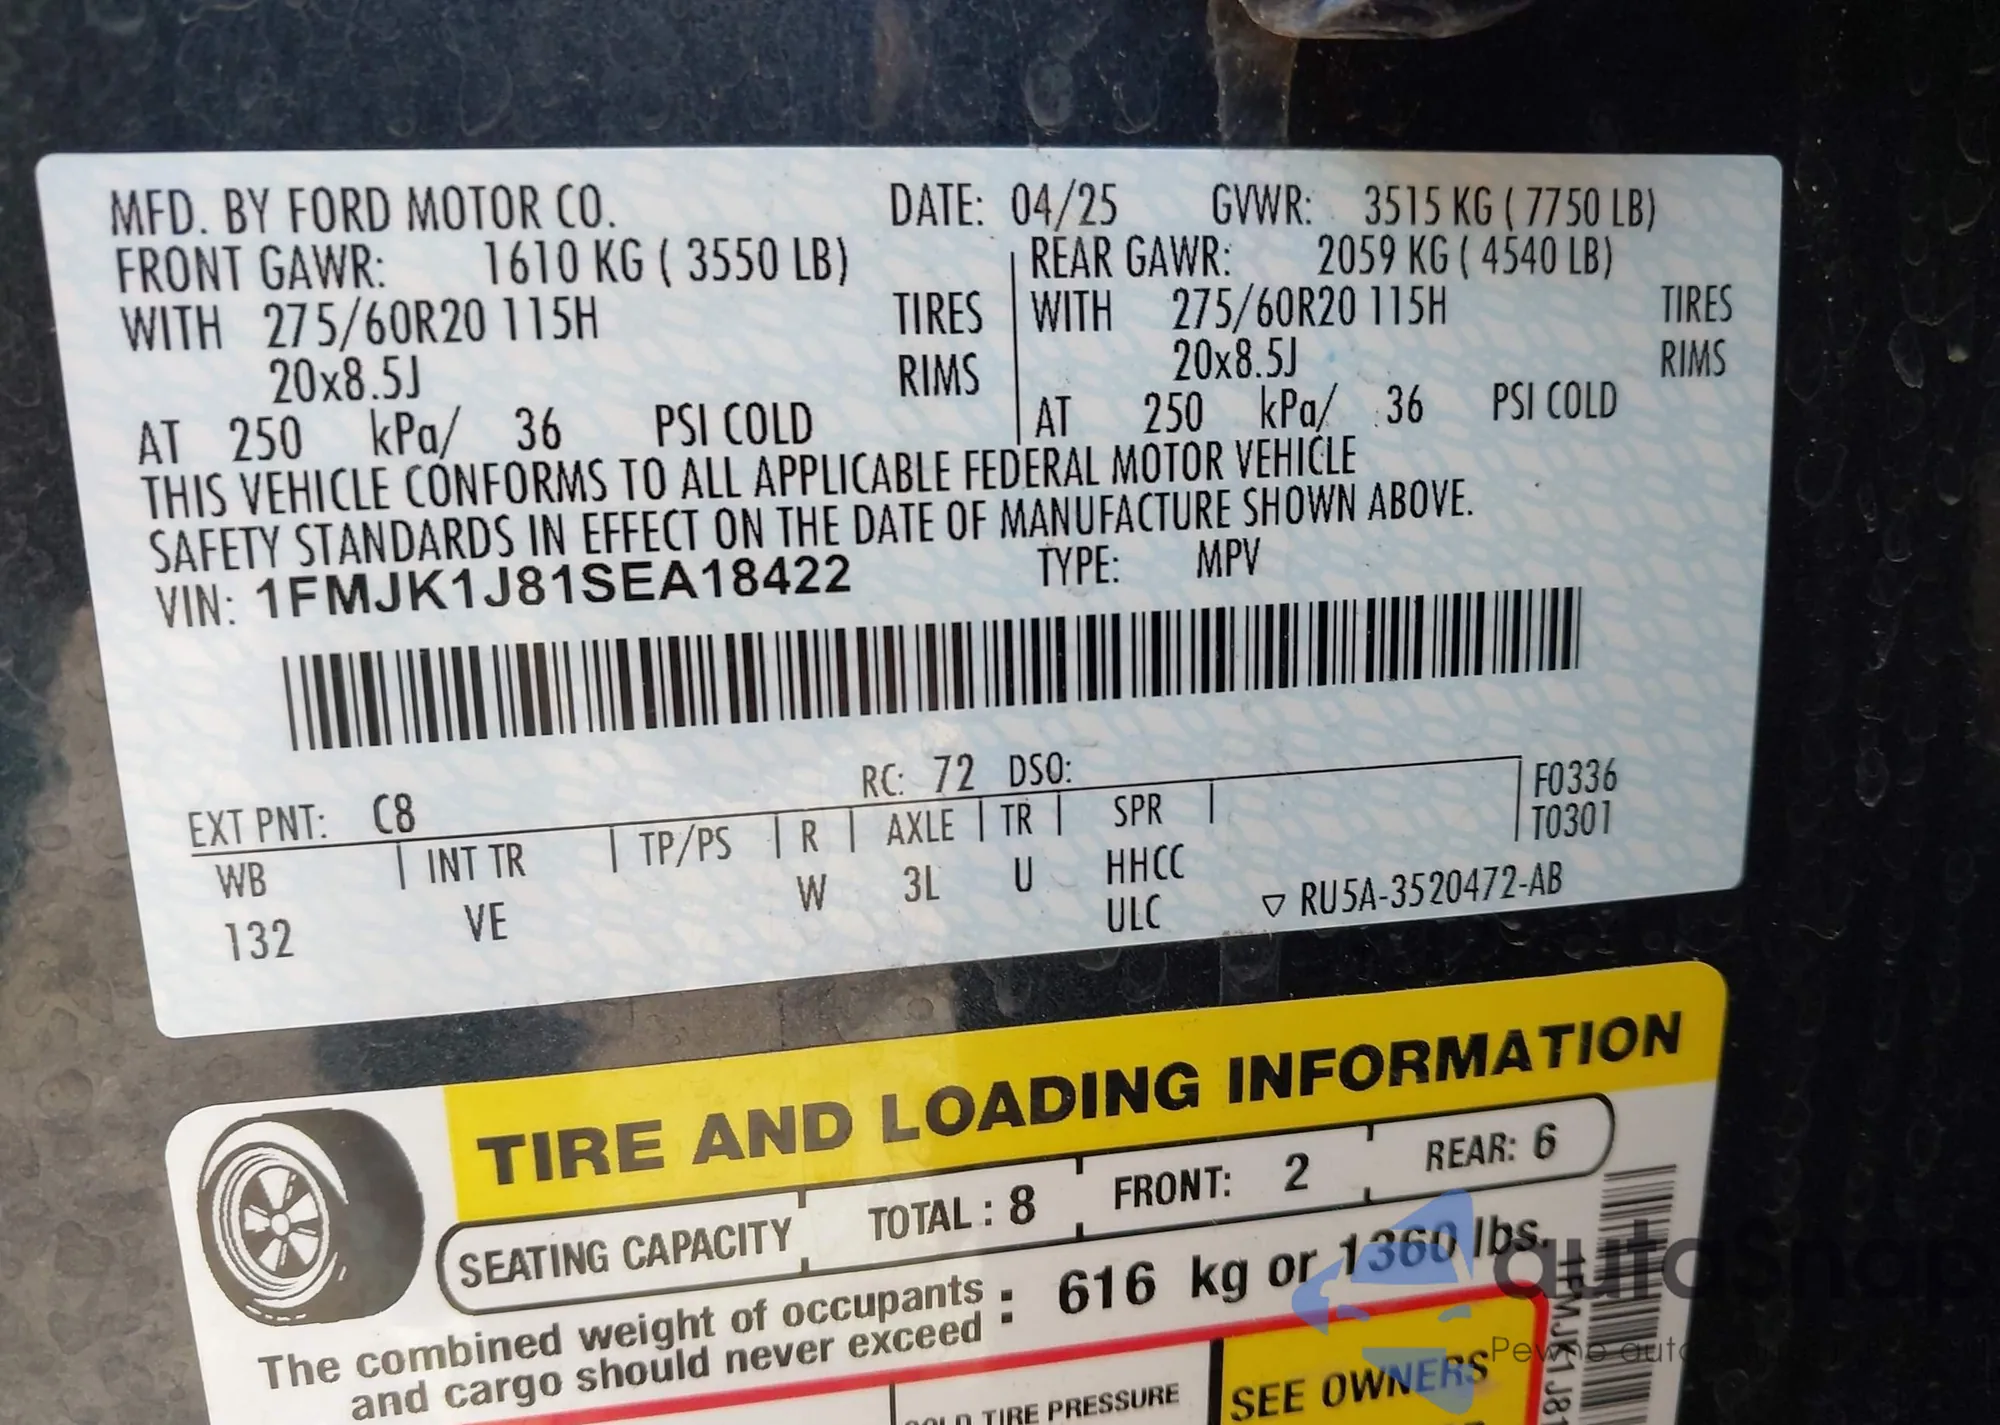 MFD. BY FORD MOTOR CO. DATE: 04/25 GVWR: 3515 KG ( 7750 LB)
FRONT GAWR: 1610 KG ( 3550 LB) REAR GAWR: 2059 KG ( 4540 LB)
WITH 275/60R20 115H TIRES WITH 275/60R20 115H TIRES
20x8.5J RIMS 20x8.5J RIMS
AT 250 kPa/ 36 PSI COLD AT 250 kPa/ 36 PSI COLD
THIS VEHICLE CONFORMS TO ALL APPLICABLE FEDERAL MOTOR VEHICLE
SAFETY STANDARDS IN EFFECT ON THE DATE OF MANUFACTURE SHOWN ABOVE.
VIN: 1FMJK1J81SEA18422 TYPE: MPV
EXT PNT: C8 RC: 72 DSO: F0336
WB INT TR TP/PS R AXLE TR SPR T0301
132 VE W 3L U HHCC
ULC ▽ RU5A-3520472-AB
TIRE AND LOADING INFORMATION
SEATING CAPACITY TOTAL : 8 FRONT: 2 REAR: 6
The combined weight of occupants
and cargo should never exceed : 616 kg or 1360 lbs.
TIRE PRESSURE
SEE OWNERS
1FMJK1J81
autosnap
Pewne